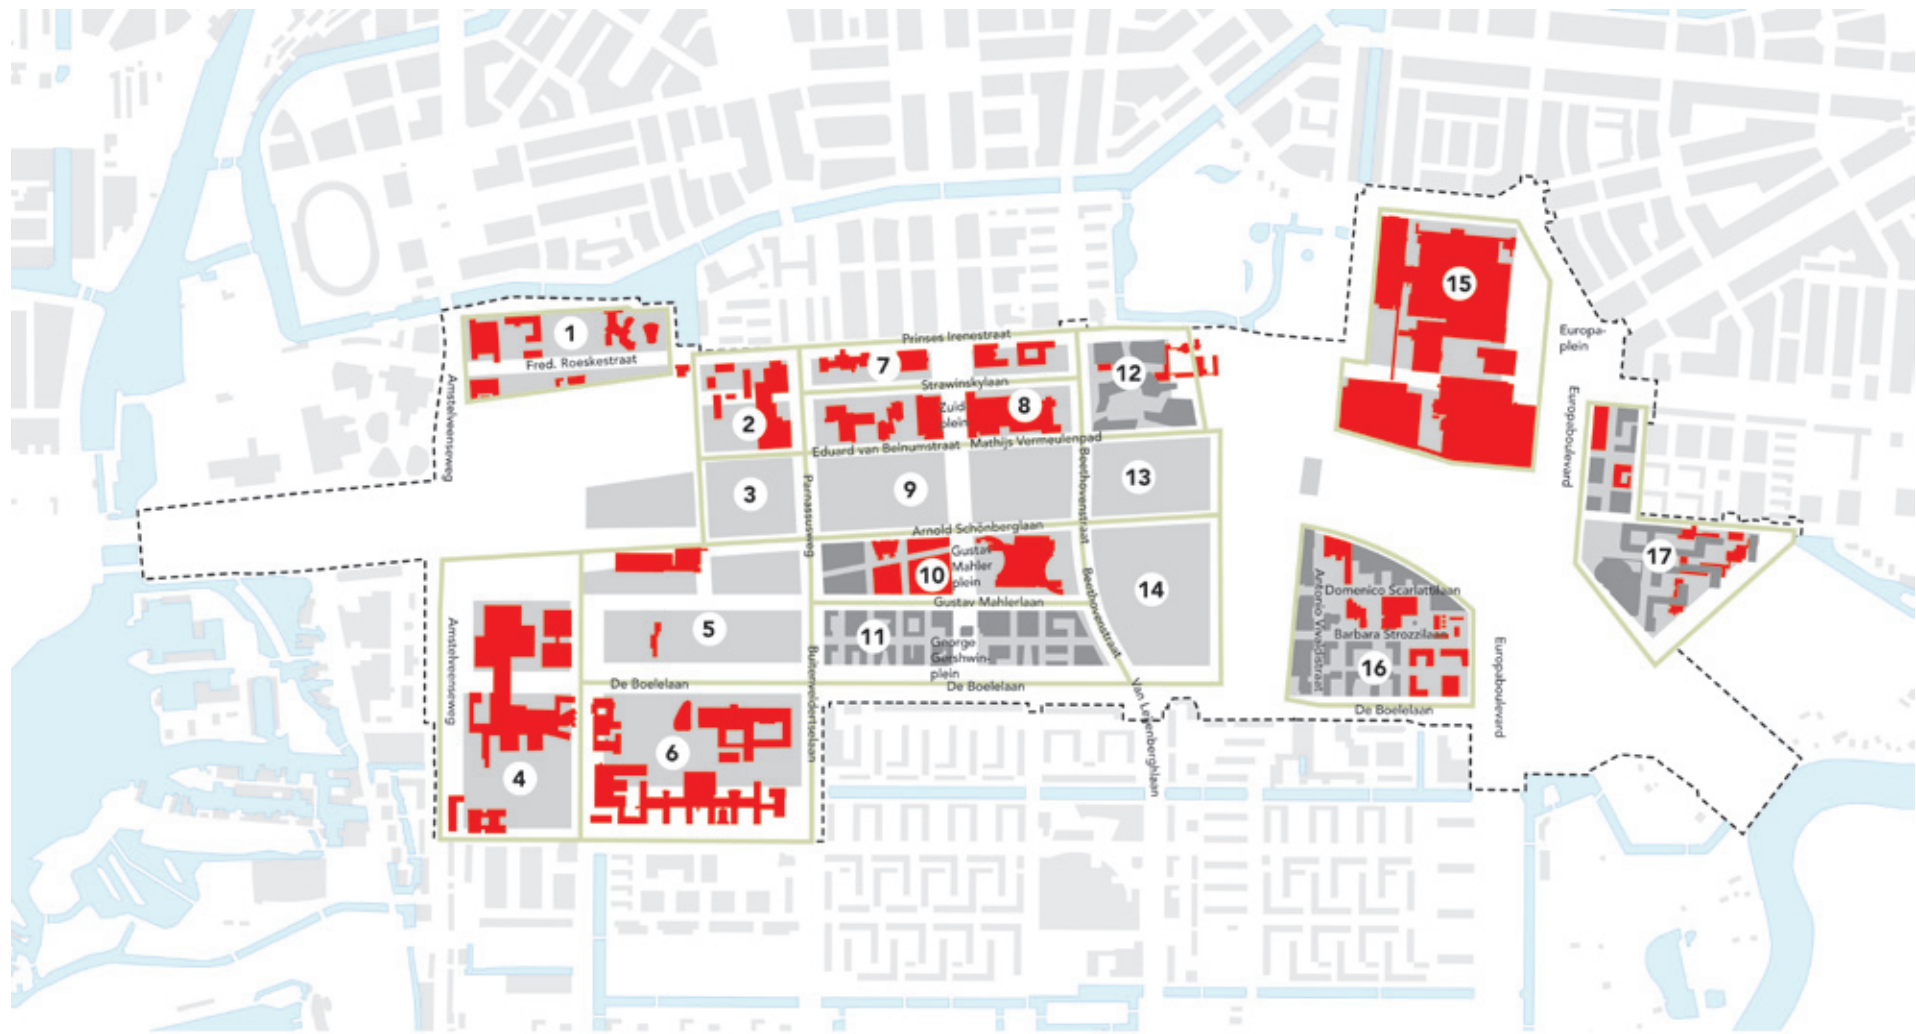 15
Europa-
plein
1
Fred. Roeskestraat
Prinses Irenestraat
7
12
Strawinskylaan
Amstelveenseweg
Zuid
plein
8
2
Europaboulevard
Eduard van Beinumstraat
Mathijs Vermeulenpad
Beethovenstraat
13
3
9
Parnassusweg
Arnold Schönberglaan
Gustav
Mahler
plein
10
17
14
Domenico Scarlattilaan
Antonio Vivaldistraat
Gustav Mahlerlaan
Beethovenstraat
5
11
Barbara Strozzilaan
George
Gershwin-
plein
16
Amstelveenseweg
De Boelelaan
De Boelelaan
De Boelelaan
Europaboulevard
Buitenveldertselaan
Van Leijenberghlaan
6
4